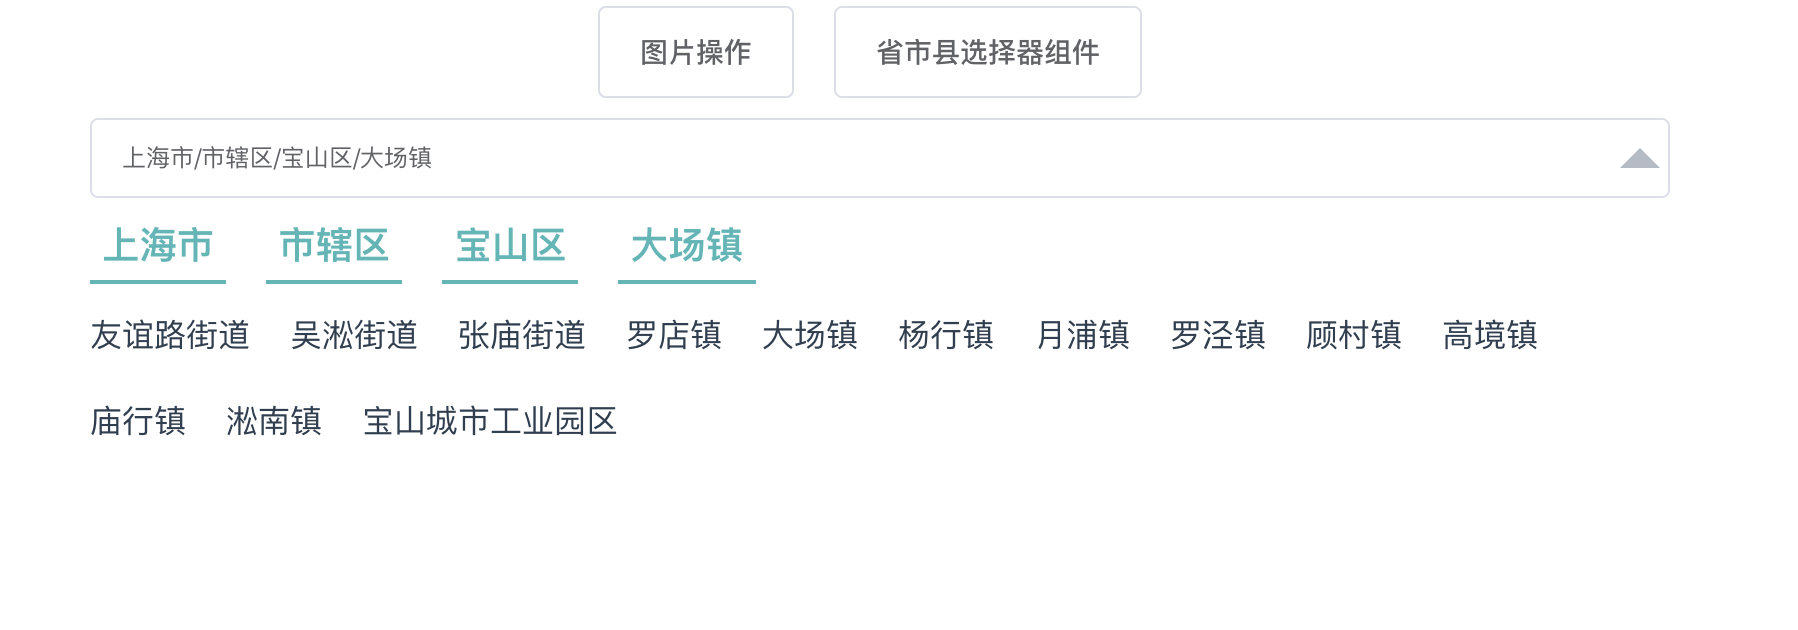 图片操作 省市县选择器组件
上海市/市辖区/宝山区/大场镇
上海市 市辖区 宝山区 大场镇
友谊路街道 吴淞街道 张庙街道 罗店镇 大场镇 杨行镇 月浦镇 罗泾镇 顾村镇 高境镇
庙行镇 淞南镇 宝山城市工业园区